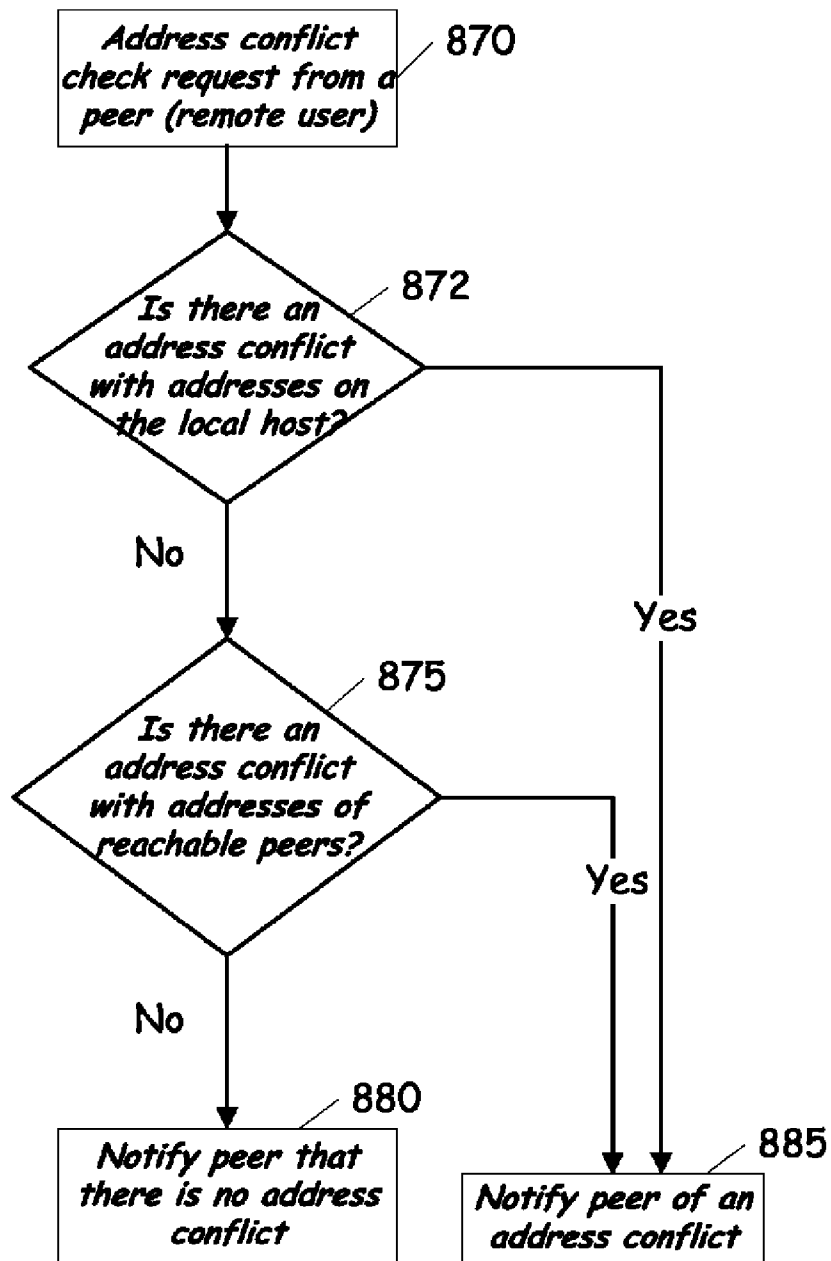 Address conflict
check request from a
peer (remote user)
870
872
Is there an
address conflict
with addresses on
the local host?
No
Yes
875
Is there an
address conflict
with addresses of
reachable peers?
Yes
No
880
Notify peer that
there is no address
conflict
885
Notify peer of an
address conflict